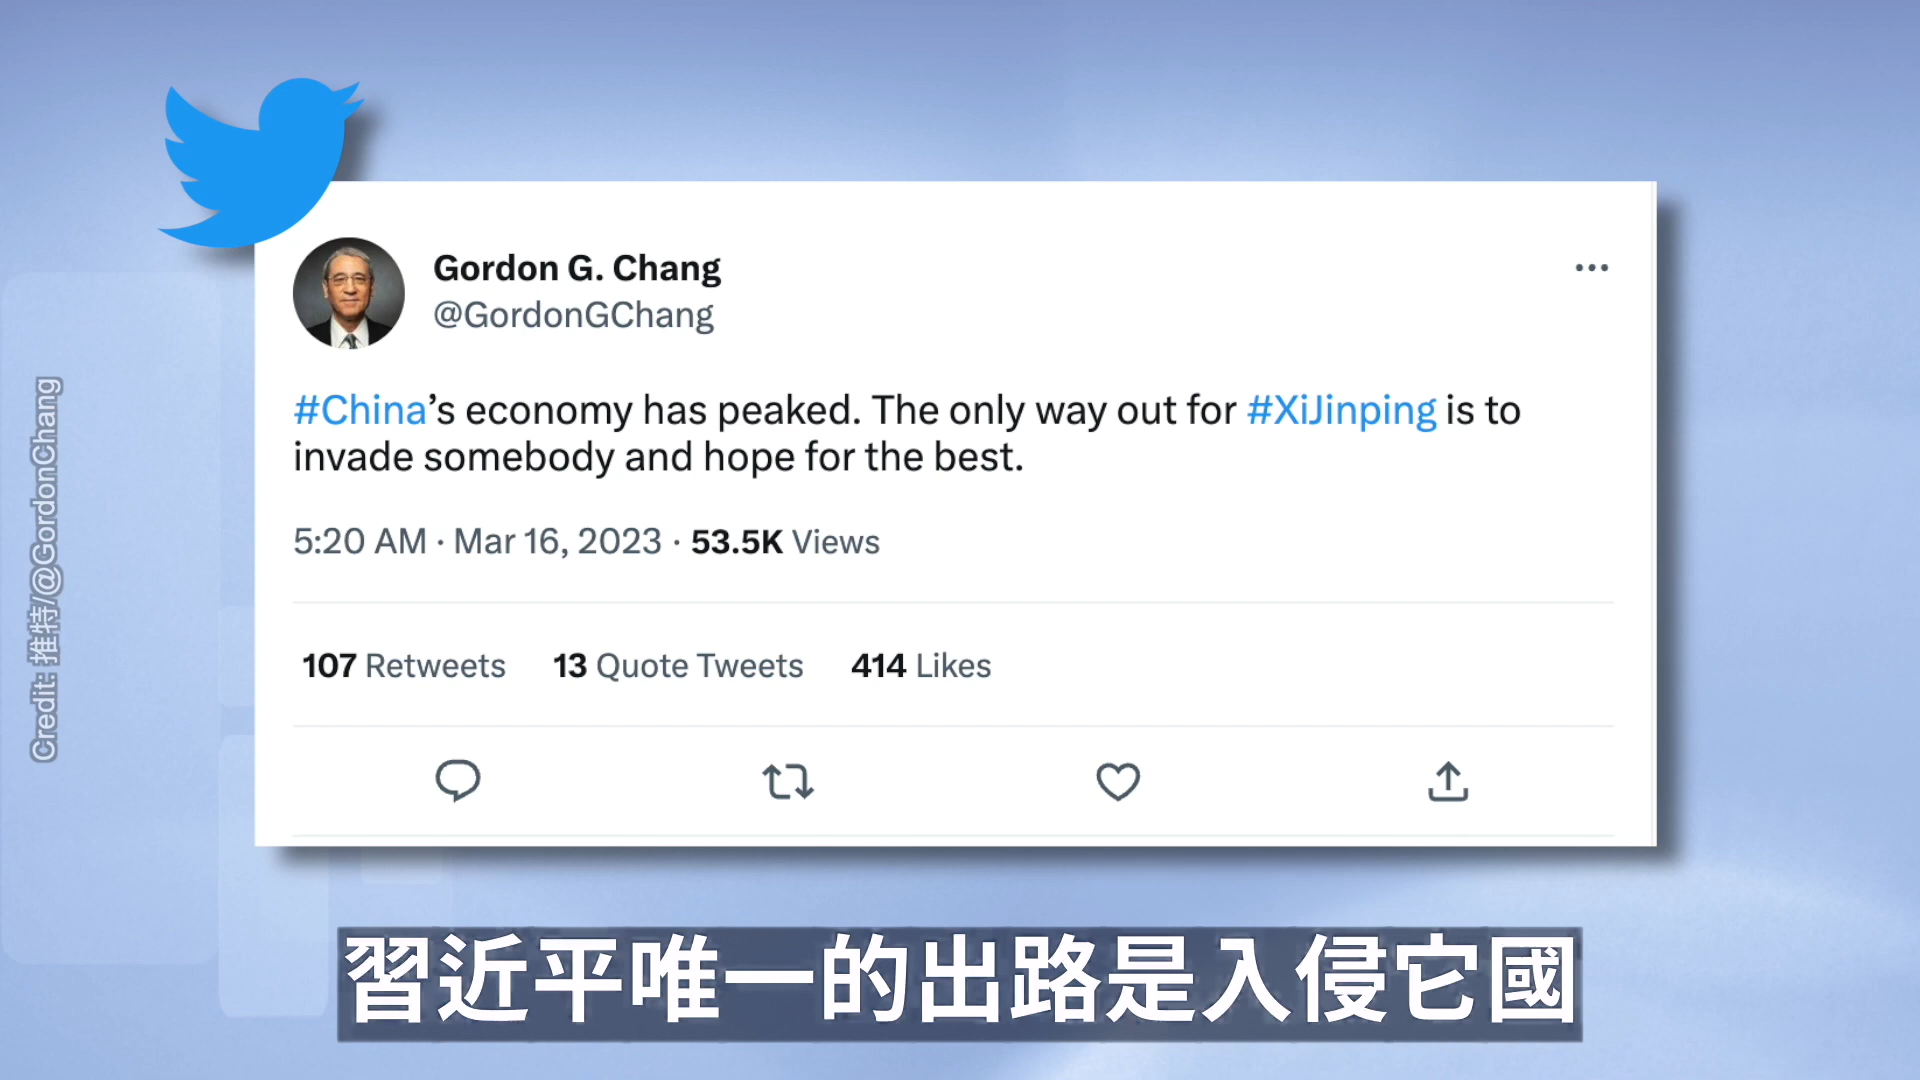 Gordon G. Chang
@GordonGChang
#China’s economy has peaked. The only way out for #XiJinping is to
invade somebody and hope for the best.
5:20 AM · Mar 16, 2023 · 53.5K Views
107 Retweets 13 Quote Tweets 414 Likes
Credit: 推特/@GordonChang
習近平唯一的出路是入侵它國